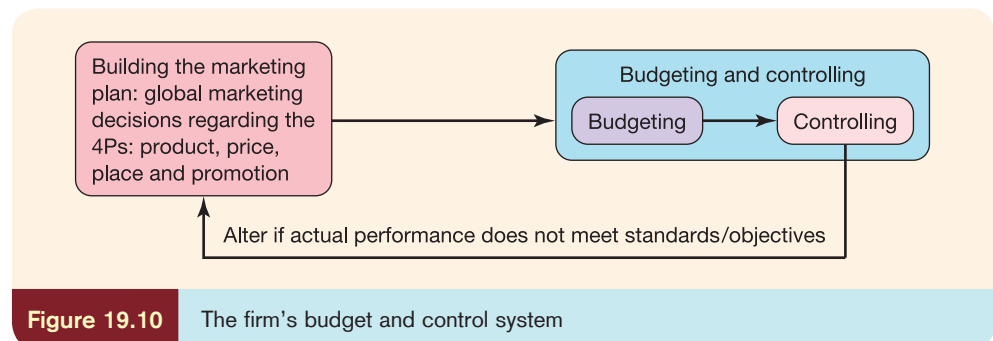 Building the marketing
plan: global marketing
decisions regarding the
4Ps: product, price,
place and promotion
Budgeting and controlling
Budgeting
Controlling
Alter if actual performance does not meet standards/objectives
Figure 19.10
The firm's budget and control system